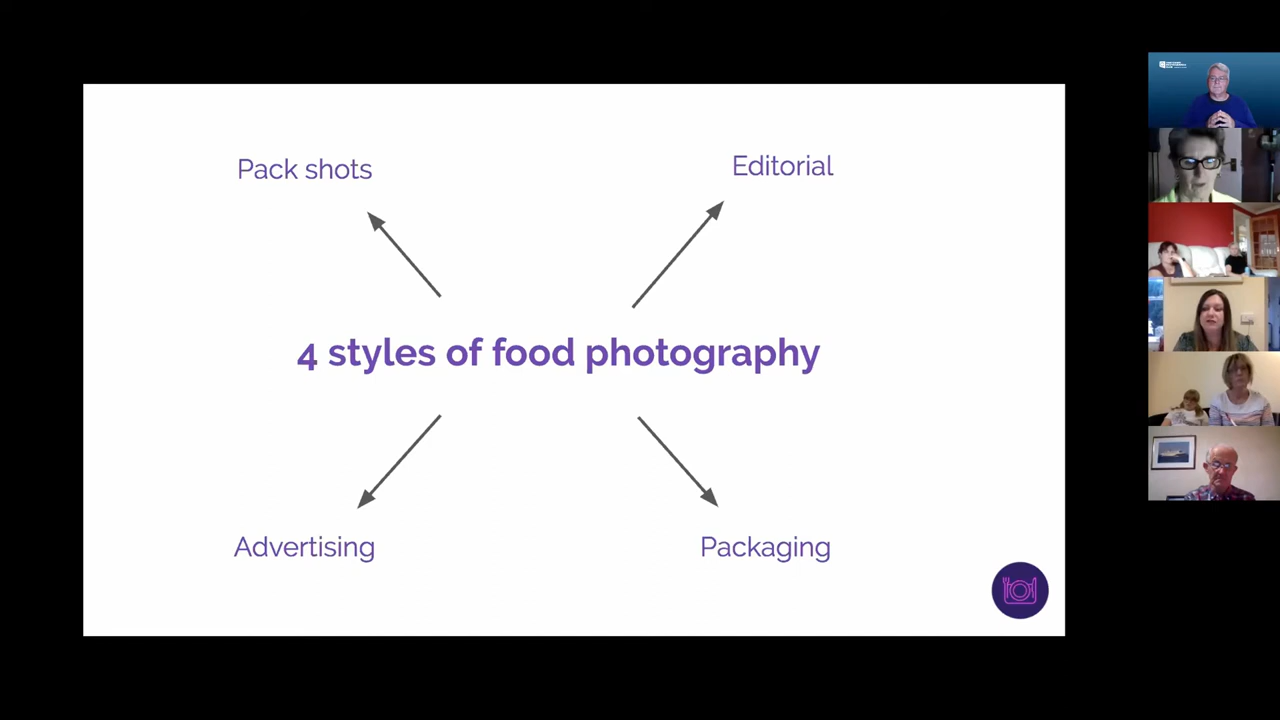 Pack shots
Editorial
4 styles of food photography
Advertising
Packaging